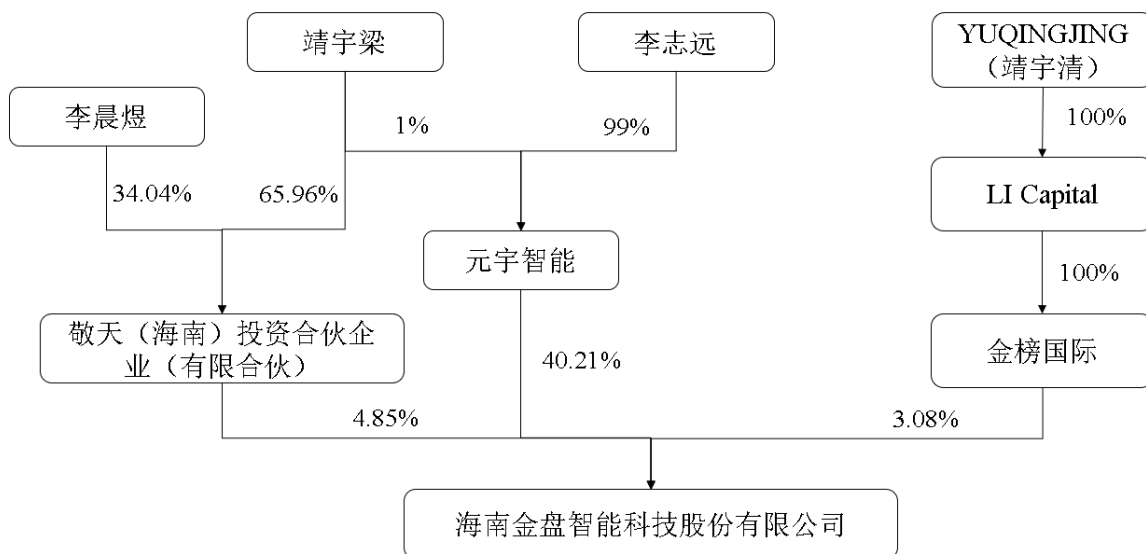 靖宇梁
李志远
YUQINGJING
（靖宇清）
李晨煜
1%
99%
100%
34.04%
65.96%
LI Capital
元宇智能
100%
敬天（海南）投资合伙企
业（有限合伙）
40.21%
金榜国际
4.85%
3.08%
海南金盘智能科技股份有限公司